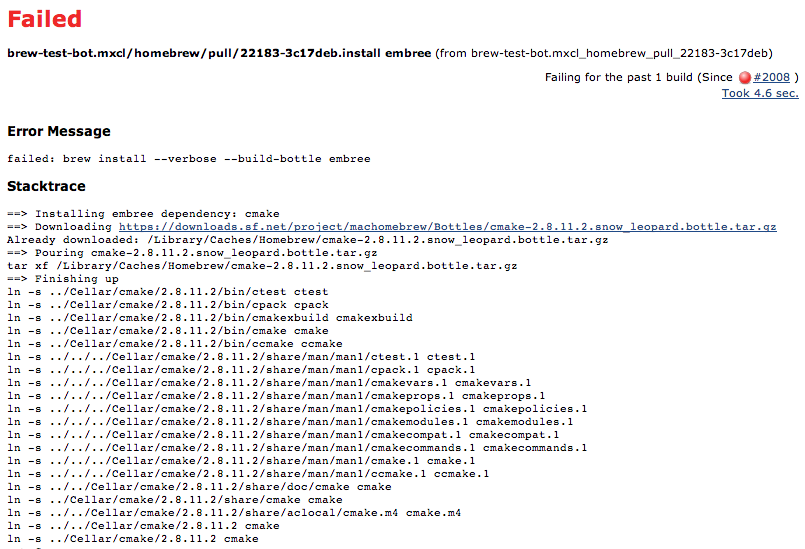 Failed
brew-test-bot.mxcl/homebrew/pull/22183-3c17deb.install embree (from brew-test-bot.mxcl_homebrew_pull_22183-3c17deb)
Failing for the past 1 build (Since #2008 )
Took 4.6 sec.
Error Message
failed: brew install --verbose --build-bottle embree
Stacktrace
==> Installing embree dependency: cmake
==> Downloading https://downloads.sf.net/project/machomebrew/Bottles/cmake-2.8.11.2.snow_leopard.bottle.tar.gz
Already downloaded: /Library/Caches/Homebrew/cmake-2.8.11.2.snow_leopard.bottle.tar.gz
==> Pouring cmake-2.8.11.2.snow_leopard.bottle.tar.gz
tar xf /Library/Caches/Homebrew/cmake-2.8.11.2.snow_leopard.bottle.tar.gz
==> Finishing up
ln -s ../Cellar/cmake/2.8.11.2/bin/ctest ctest
ln -s ../Cellar/cmake/2.8.11.2/bin/cpack cpack
ln -s ../Cellar/cmake/2.8.11.2/bin/cmakexbuild cmakexbuild
ln -s ../Cellar/cmake/2.8.11.2/bin/cmake cmake
ln -s ../Cellar/cmake/2.8.11.2/bin/ccmake ccmake
ln -s ../../../Cellar/cmake/2.8.11.2/share/man/man1/ctest.1 ctest.1
ln -s ../../../Cellar/cmake/2.8.11.2/share/man/man1/cpack.1 cpack.1
ln -s ../../../Cellar/cmake/2.8.11.2/share/man/man1/cmakevars.1 cmakevars.1
ln -s ../../../Cellar/cmake/2.8.11.2/share/man/man1/cmakeprops.1 cmakeprops.1
ln -s ../../../Cellar/cmake/2.8.11.2/share/man/man1/cmakepolicies.1 cmakepolicies.1
ln -s ../../../Cellar/cmake/2.8.11.2/share/man/man1/cmakemodules.1 cmakemodules.1
ln -s ../../../Cellar/cmake/2.8.11.2/share/man/man1/cmakecompat.1 cmakecompat.1
ln -s ../../../Cellar/cmake/2.8.11.2/share/man/man1/cmakecommands.1 cmakecommands.1
ln -s ../../../Cellar/cmake/2.8.11.2/share/man/man1/cmake.1 cmake.1
ln -s ../../../Cellar/cmake/2.8.11.2/share/man/man1/ccmake.1 ccmake.1
ln -s ../../Cellar/cmake/2.8.11.2/share/doc/cmake cmake
ln -s ../Cellar/cmake/2.8.11.2/share/cmake cmake
ln -s ../../Cellar/cmake/2.8.11.2/share/aclocal/cmake.m4 cmake.m4
ln -s ../../Cellar/cmake/2.8.11.2 cmake
ln -s ../Cellar/cmake/2.8.11.2 cmake